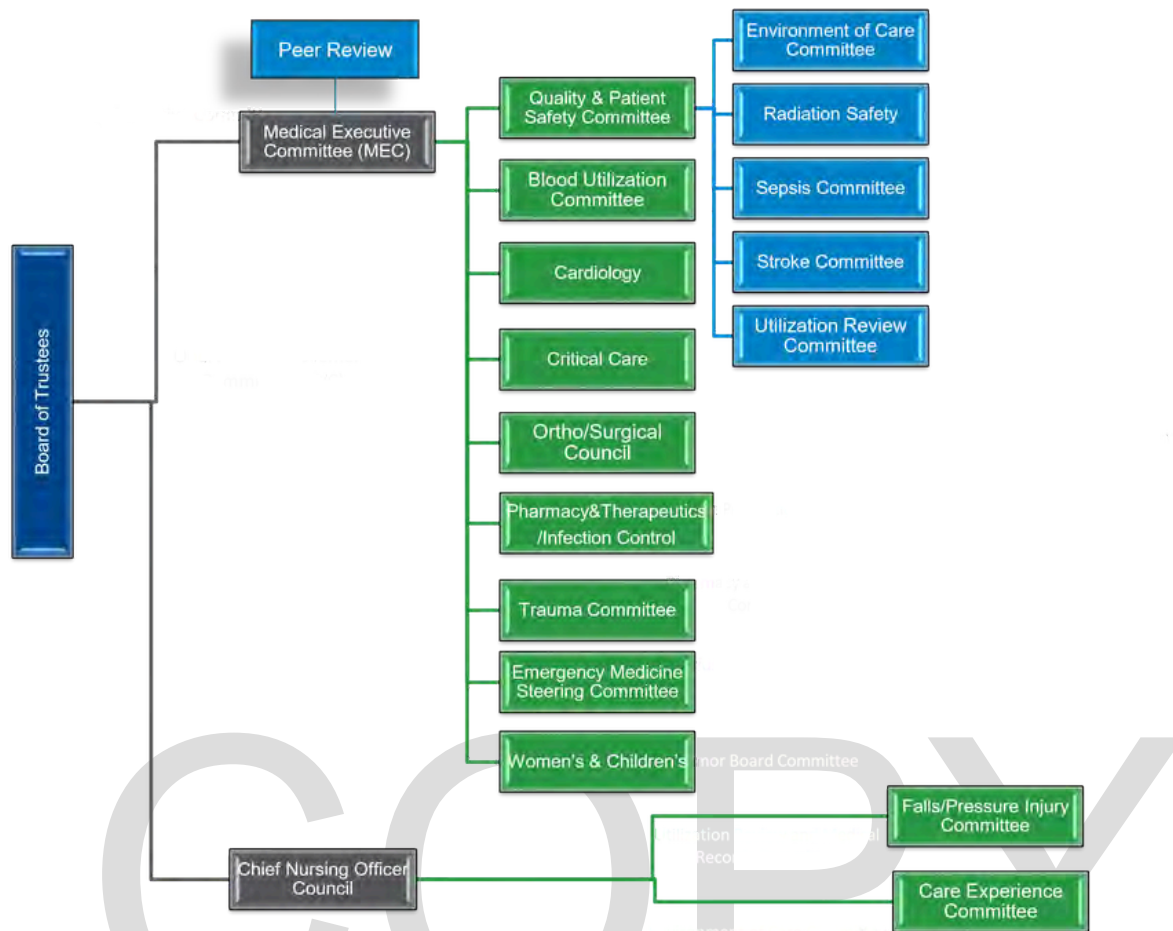 Peer Review
Medical Executive
Committee (MEC)
Board of Trustees
Quality & Patient
Safety Committee
Blood Utilization
Committee
Cardiology
Critical Care
Ortho/Surgical
Council
Pharmacy&Therapeutics
/Infection Control
Trauma Committee
Emergency Medicine
Steering Committee
Women's & Children's
Environment of Care
Committee
Radiation Safety
Sepsis Committee
Stroke Committee
Utilization Review
Committee
Board Committee
Chief Nursing Officer
Council
Falls/Pressure Injury
Committee
Care Experience
Committee
COPY